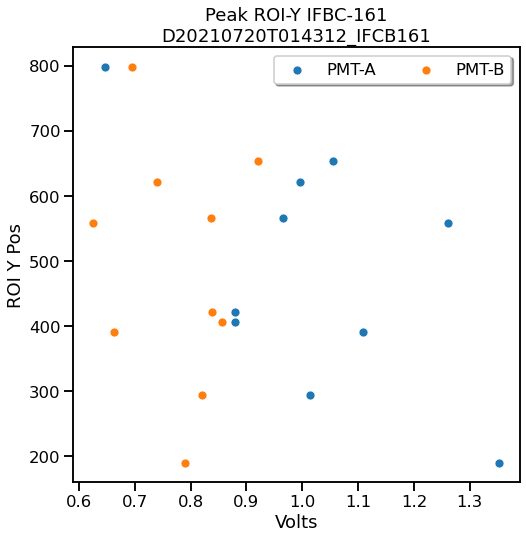 Peak ROI-Y IFBC-161
D20210720T014312_IFCB161
PMT-A PMT-B
800
700
600
500
400
300
200
ROI Y Pos
0.6 0.7 0.8 0.9 1.0 1.1 1.2 1.3
Volts